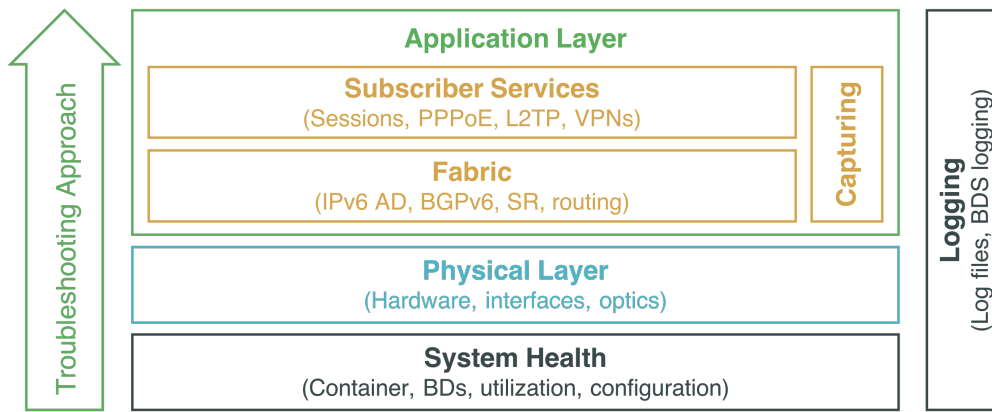 Troubleshooting Approach
Application Layer
Subscriber Services
(Sessions, PPPoE, L2TP, VPNs)
Fabric
(IPv6 AD, BGPv6, SR, routing)
Capturing
Physical Layer
(Hardware, interfaces, optics)
System Health
(Container, BDs, utilization, configuration)
Logging
(Log files, BDS logging)